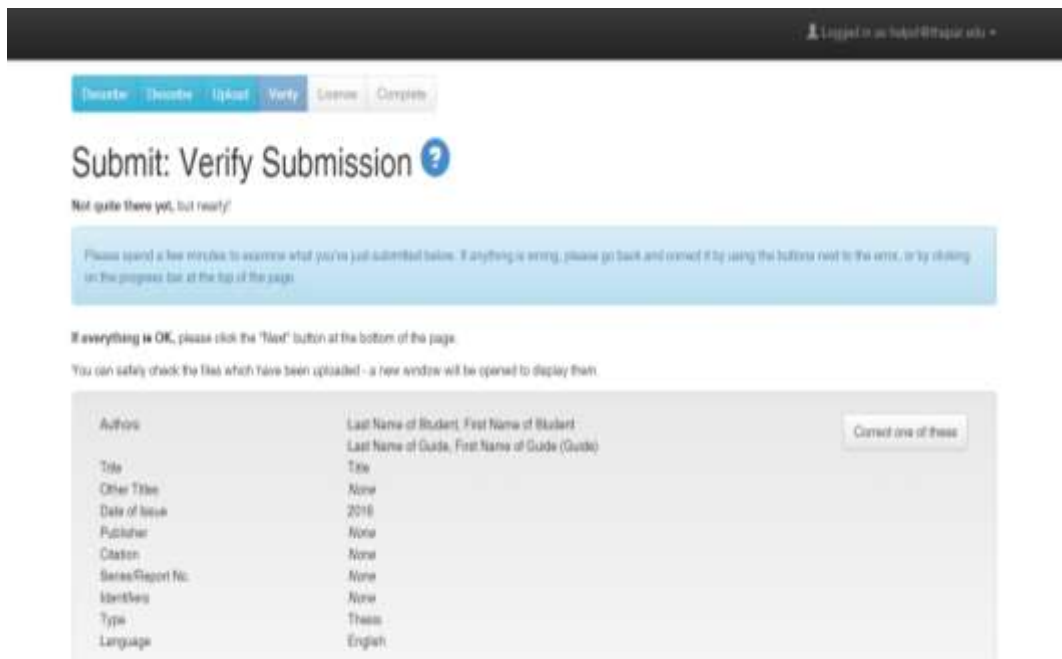 Logged in as
Describe Describe Upload Verify License Complete
Submit: Verify Submission ?
Not quite there yet, but nearly!
Please spend a few minutes to examine what you've just submitted below. If anything is wrong, please go back and correct it by using the buttons next to the error, or by clicking
on the progress bar at the top of the page.
If everything is OK, please click the "Next" button at the bottom of the page.
You can safely check the files which have been uploaded - a new window will be opened to display them.
Authors Last Name of Student, First Name of Student Correct one of these
Last Name of Guide, First Name of Guide (Guide)
Title Title
Other Titles None
Date of Issue 2016
Publisher None
Citation None
Series/Report No. None
Identifiers None
Type Thesis
Language English